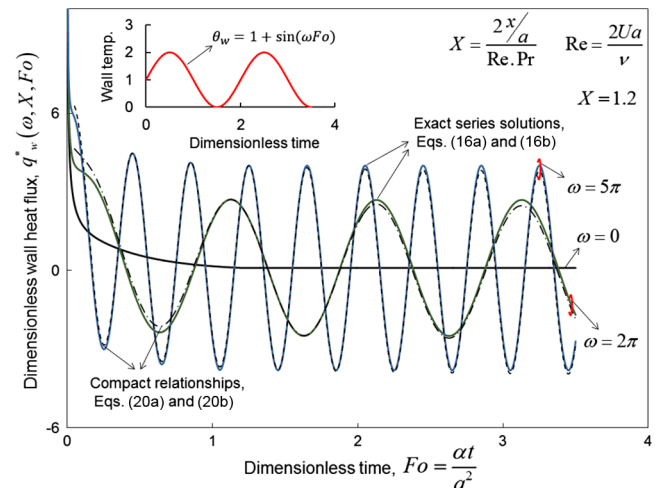 Dimensionless wall heat flux, q*w (ω, X, Fo)
6
0
-6
Wall temp.
3
2
1
0
θw = 1 + sin(ωFo)
0
2
4
Dimensionless time
X = 2x/a / Re.Pr
Re = 2Ua / ν
X = 1.2
Exact series solutions,
Eqs. (16a) and (16b)
ω = 5π
ω = 0
ω = 2π
Compact relationships,
Eqs. (20a) and (20b)
0
1
2
3
4
Dimensionless time, Fo = αt / a²